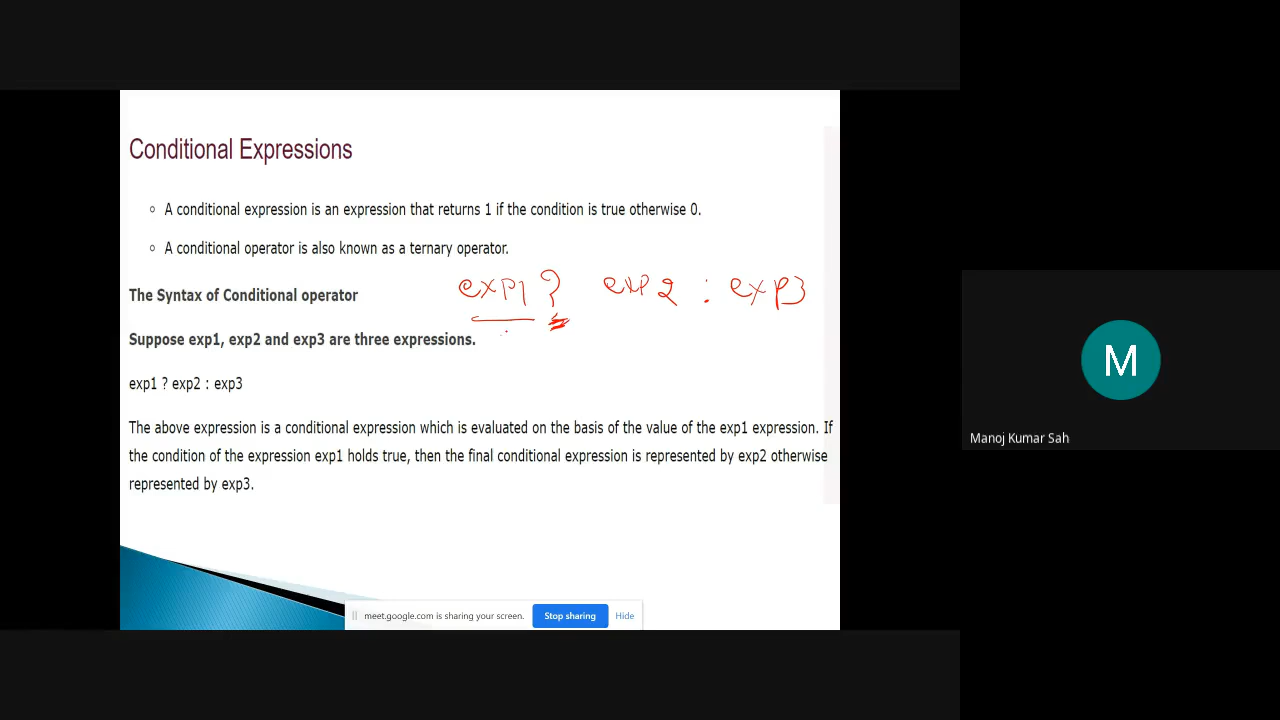 Conditional Expressions
A conditional expression is an expression that returns 1 if the condition is true otherwise 0.
A conditional operator is also known as a ternary operator.
exp1 ? exp2 : exp3
The Syntax of Conditional operator
Suppose exp1, exp2 and exp3 are three expressions.
exp1 ? exp2 : exp3
The above expression is a conditional expression which is evaluated on the basis of the value of the exp1 expression. If
the condition of the expression exp1 holds true, then the final conditional expression is represented by exp2 otherwise
represented by exp3.
meet.google.com is sharing your screen. Stop sharing Hide
M
Manoj Kumar Sah